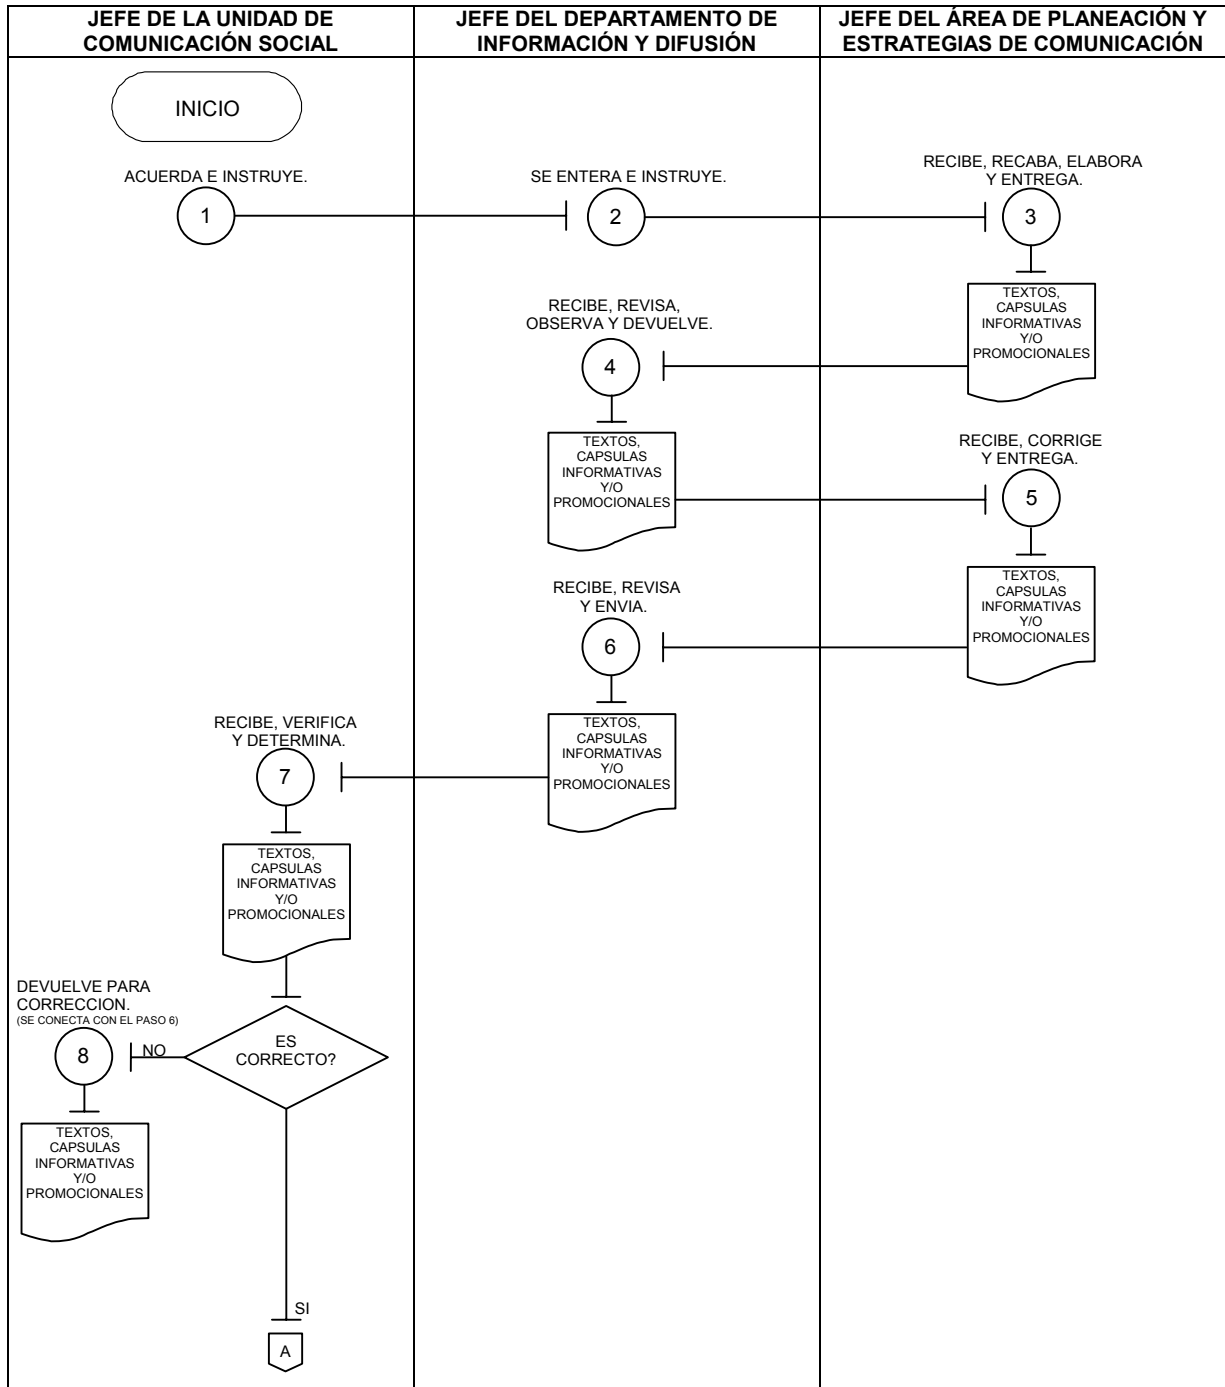 JEFE DE LA UNIDAD DE
COMUNICACIÓN SOCIAL
JEFE DEL DEPARTAMENTO DE
INFORMACIÓN Y DIFUSIÓN
JEFE DEL ÁREA DE PLANEACIÓN Y
ESTRATEGIAS DE COMUNICACIÓN
INICIO
ACUERDA E INSTRUYE.
1
SE ENTERA E INSTRUYE.
2
RECIBE, RECABA, ELABORA
Y ENTREGA.
3
TEXTOS,
CAPSULAS
INFORMATIVAS
Y/O
PROMOCIONALES
RECIBE, REVISA,
OBSERVA Y DEVUELVE.
4
TEXTOS,
CAPSULAS
INFORMATIVAS
Y/O
PROMOCIONALES
RECIBE, CORRIGE
Y ENTREGA.
5
TEXTOS,
CAPSULAS
INFORMATIVAS
Y/O
PROMOCIONALES
RECIBE, REVISA
Y ENVIA.
6
TEXTOS,
CAPSULAS
INFORMATIVAS
Y/O
PROMOCIONALES
RECIBE, VERIFICA
Y DETERMINA.
7
TEXTOS,
CAPSULAS
INFORMATIVAS
Y/O
PROMOCIONALES
ES
CORRECTO?
NO
DEVUELVE PARA
CORRECCION.
(SE CONECTA CON EL PASO 6)
8
TEXTOS,
CAPSULAS
INFORMATIVAS
Y/O
PROMOCIONALES
SI
A